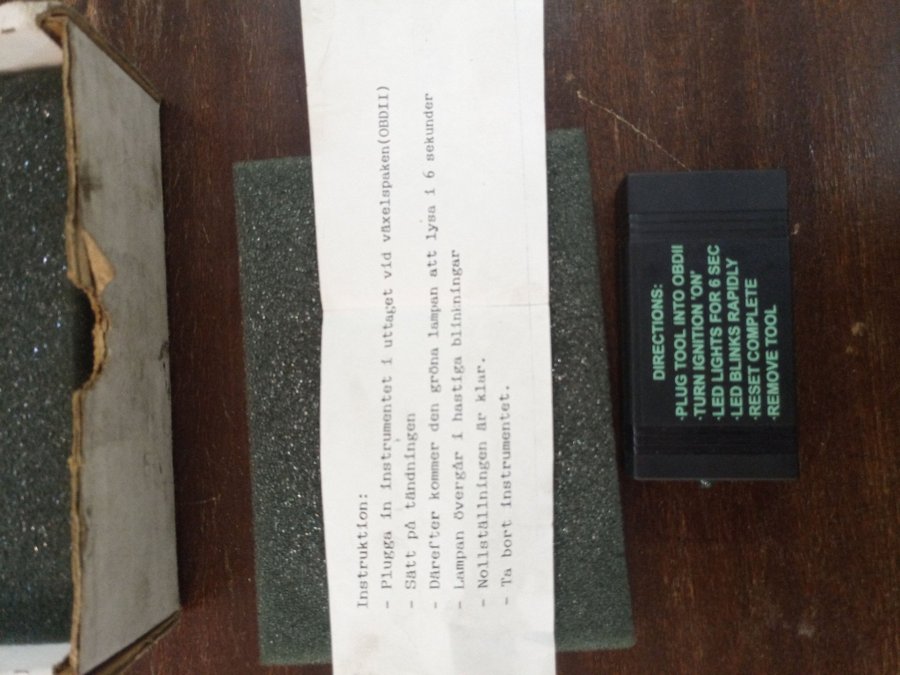 Instruktion:
- Plugga in instrumentet i uttaget vid växelspaken(OBDII)
- Sätt på tändningen
- Därefter kommer den gröna lampan att lysa i 6 sekunder
- Lampan övergår i hastiga blinkningar
- Nollställningen är klar.
- Ta bort instrumentet.
DIRECTIONS:
·PLUG TOOL INTO OBDII
·TURN IGNITION 'ON'
·LED LIGHTS FOR 6 SEC
·LED BLINKS RAPIDLY
·RESET COMPLETE
·REMOVE TOOL